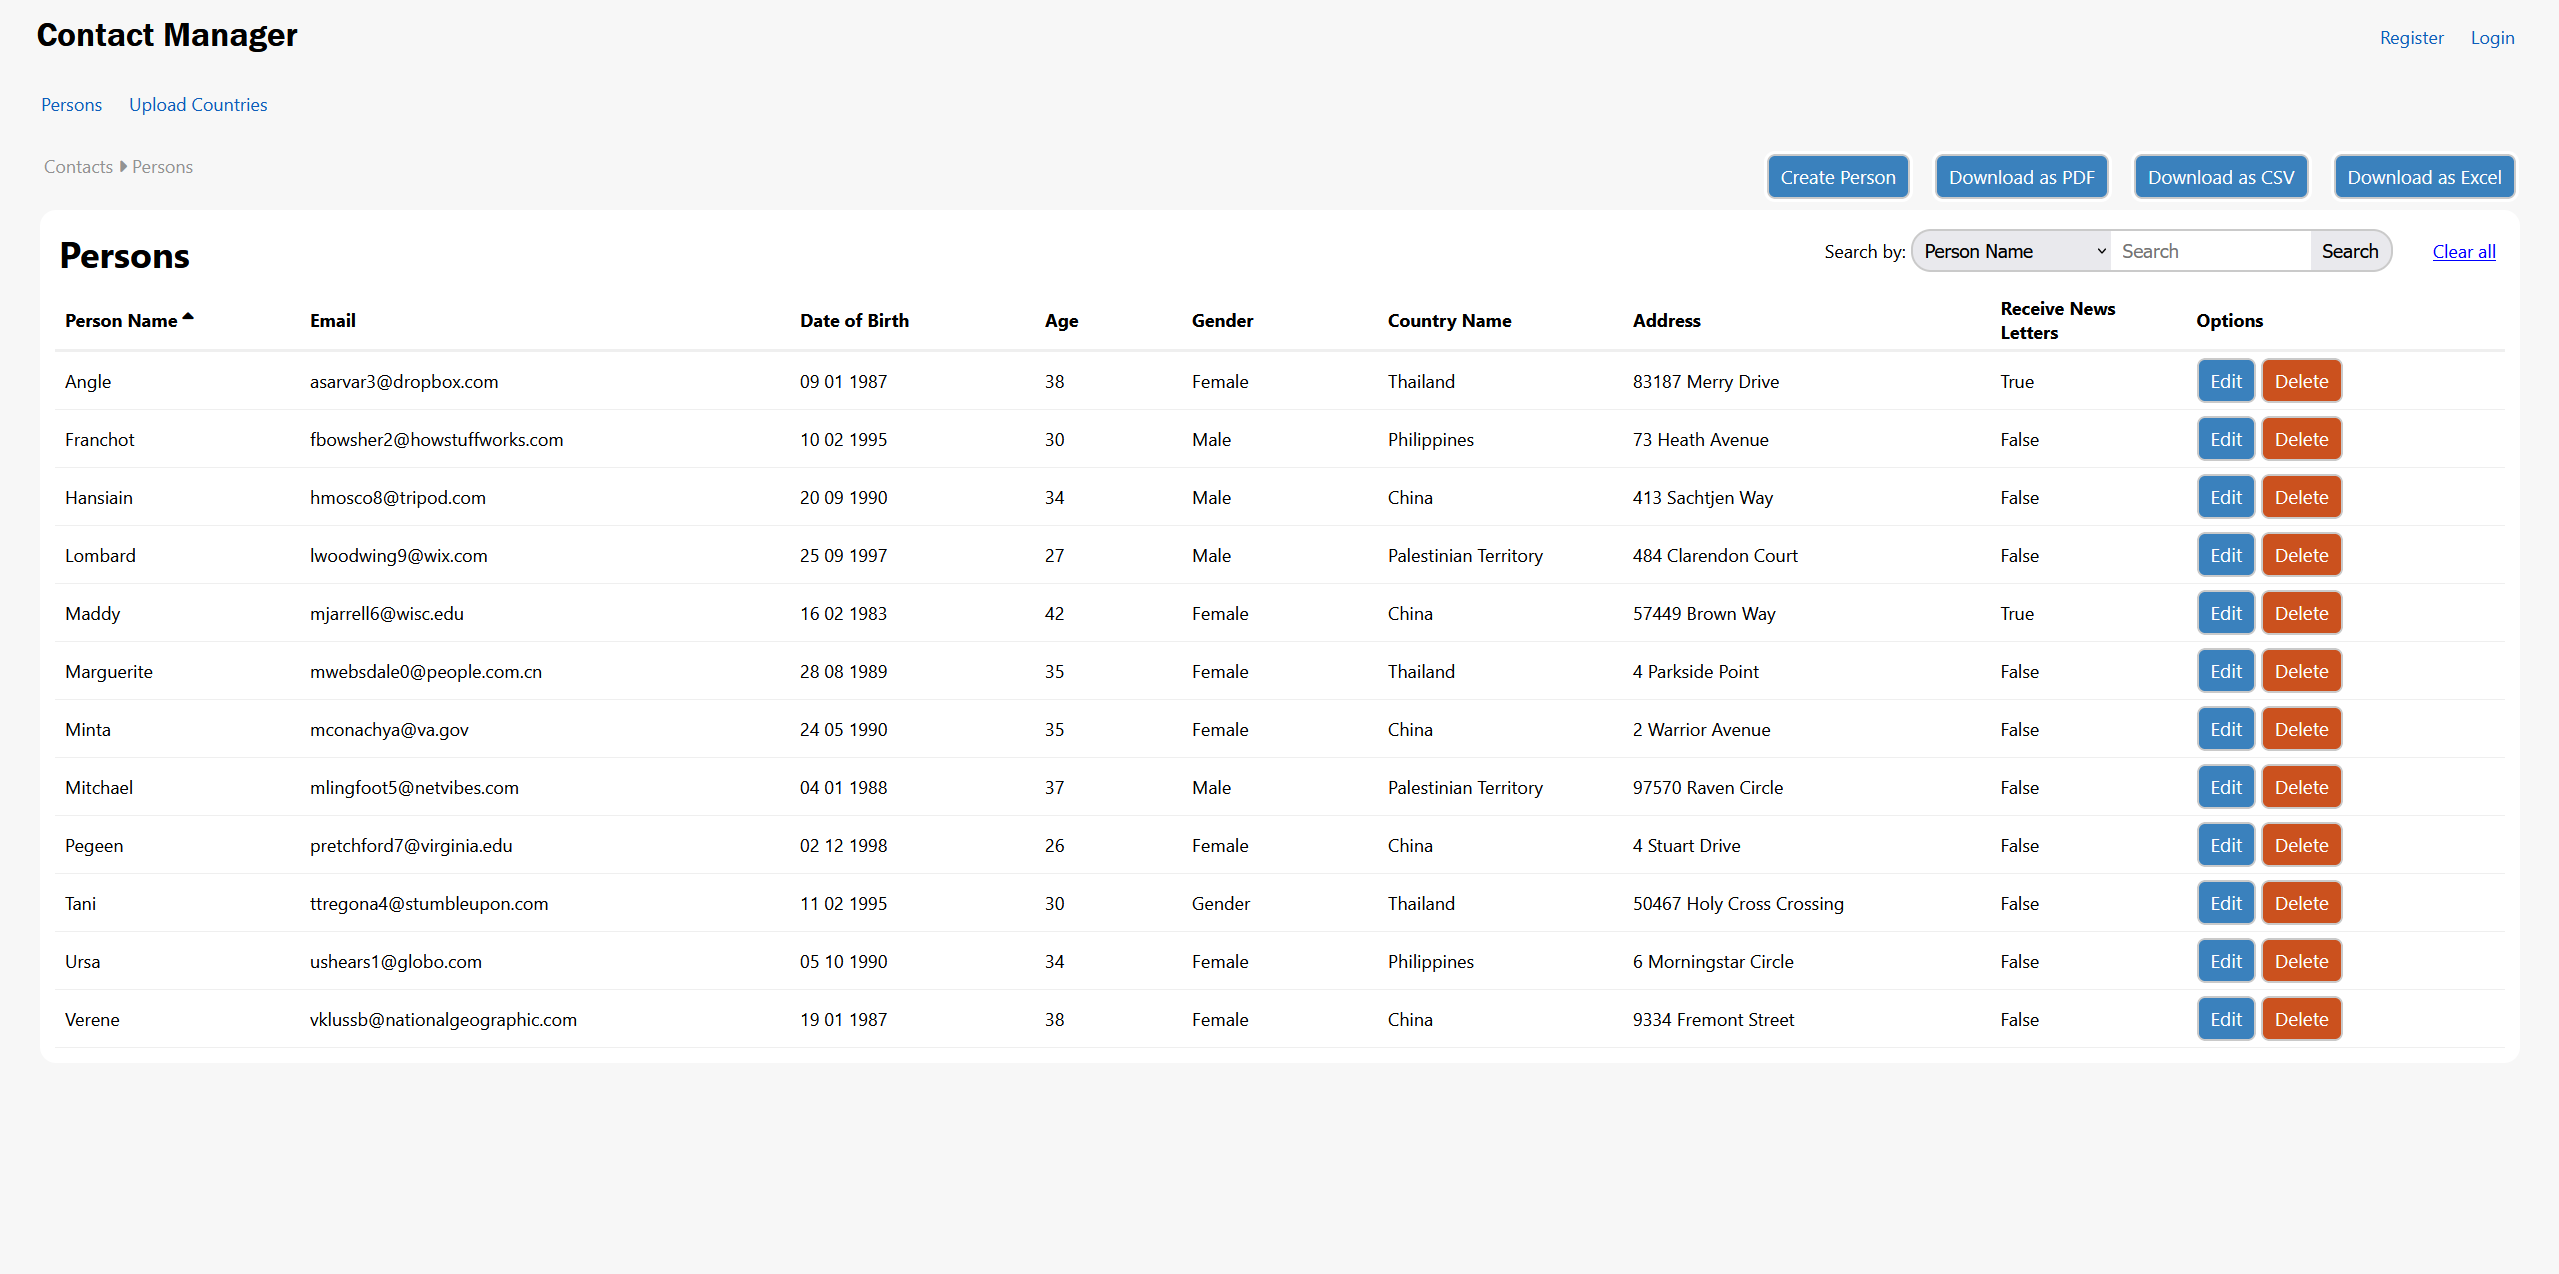 Contact Manager
Register Login
Persons Upload Countries
Contacts Persons
Create Person Download as PDF Download as CSV Download as Excel
Persons
Search by: Person Name Search Search Clear all
Person Name Email Date of Birth Age Gender Country Name Address Receive News Letters Options
Angle asarvar3@dropbox.com 09 01 1987 38 Female Thailand 83187 Merry Drive True Edit Delete
Franchot fbowsher2@howstuffworks.com 10 02 1995 30 Male Philippines 73 Heath Avenue False Edit Delete
Hansiain hmosco8@tripod.com 20 09 1990 34 Male China 413 Sachtjen Way False Edit Delete
Lombard lwoodwing9@wix.com 25 09 1997 27 Male Palestinian Territory 484 Clarendon Court False Edit Delete
Maddy mjarrell6@wisc.edu 16 02 1983 42 Female China 57449 Brown Way True Edit Delete
Marguerite mwebsdale0@people.com.cn 28 08 1989 35 Female Thailand 4 Parkside Point False Edit Delete
Minta mconachya@va.gov 24 05 1990 35 Female China 2 Warrior Avenue False Edit Delete
Mitchael mlingfoot5@netvibes.com 04 01 1988 37 Male Palestinian Territory 97570 Raven Circle False Edit Delete
Pegeen pretchford7@virginia.edu 02 12 1998 26 Female China 4 Stuart Drive False Edit Delete
Tani ttregona4@stumbleupon.com 11 02 1995 30 Gender Thailand 50467 Holy Cross Crossing False Edit Delete
Ursa ushears1@globo.com 05 10 1990 34 Female Philippines 6 Morningstar Circle False Edit Delete
Verene vklussb@nationalgeographic.com 19 01 1987 38 Female China 9334 Fremont Street False Edit Delete